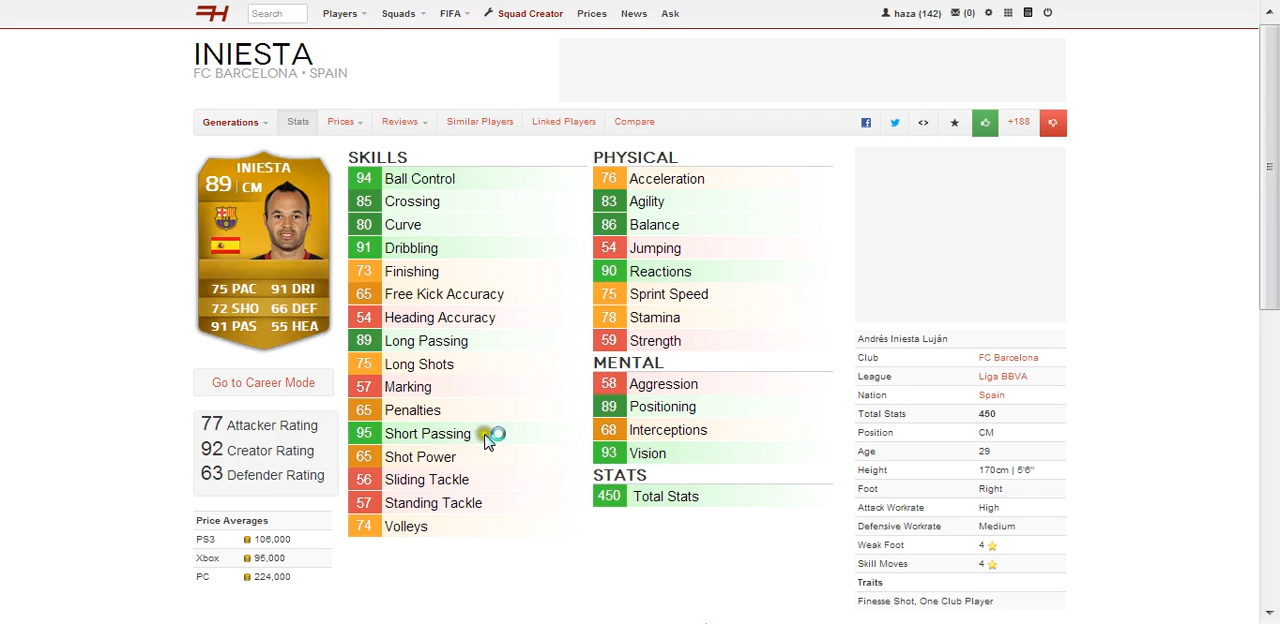 FH Search Players Squads FIFA Squad Creator Prices News Ask haza (142) (0)
INIESTA
FC BARCELONA • SPAIN
Generations Stats Prices Reviews Similar Players Linked Players Compare <> +188
INIESTA
89 CM
75 PAC 91 DRI
72 SHO 66 DEF
91 PAS 55 HEA
Go to Career Mode
77 Attacker Rating
92 Creator Rating
63 Defender Rating
Price Averages
PS3 106,000
Xbox 95,000
PC 224,000
SKILLS
94 Ball Control
85 Crossing
80 Curve
91 Dribbling
73 Finishing
65 Free Kick Accuracy
54 Heading Accuracy
89 Long Passing
75 Long Shots
57 Marking
65 Penalties
95 Short Passing
65 Shot Power
56 Sliding Tackle
57 Standing Tackle
74 Volleys
PHYSICAL
76 Acceleration
83 Agility
86 Balance
54 Jumping
90 Reactions
75 Sprint Speed
78 Stamina
59 Strength
MENTAL
58 Aggression
89 Positioning
68 Interceptions
93 Vision
STATS
450 Total Stats
Andrés Iniesta Luján
Club FC Barcelona
League Liga BBVA
Nation Spain
Total Stats 450
Position CM
Age 29
Height 170cm | 5'6"
Foot Right
Attack Workrate High
Defensive Workrate Medium
Weak Foot 4
Skill Moves 4
Traits
Finesse Shot, One Club Player